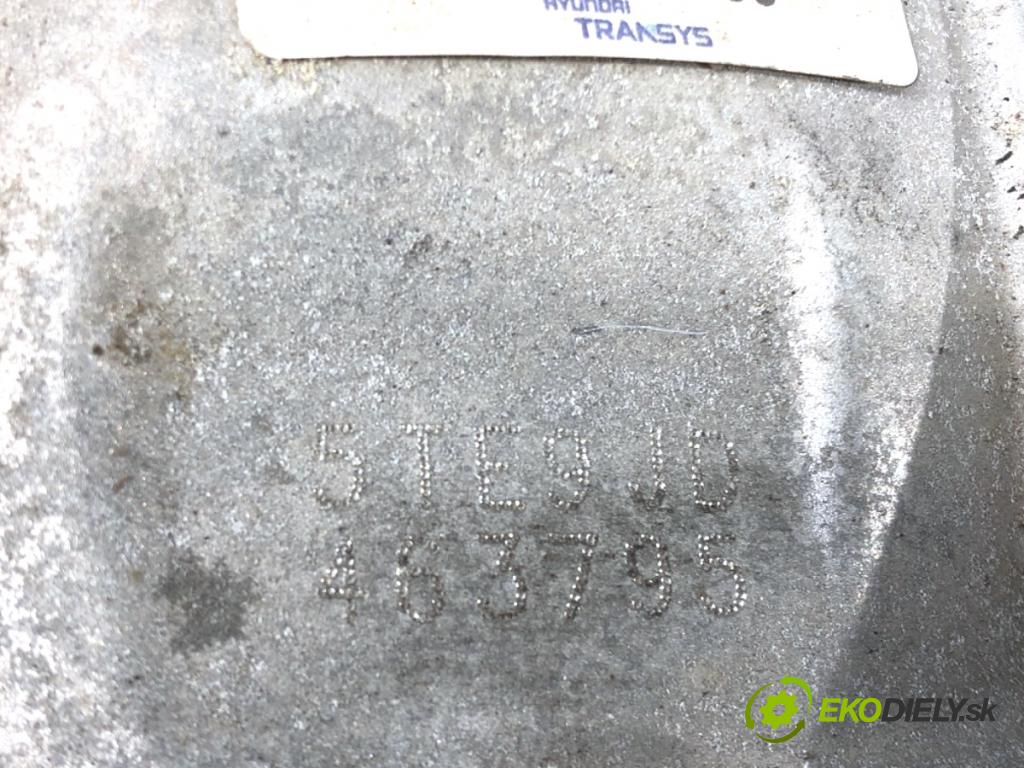 HYUNDAI
TRANSYS
5TE9JD
463795
EKODIELY.sk